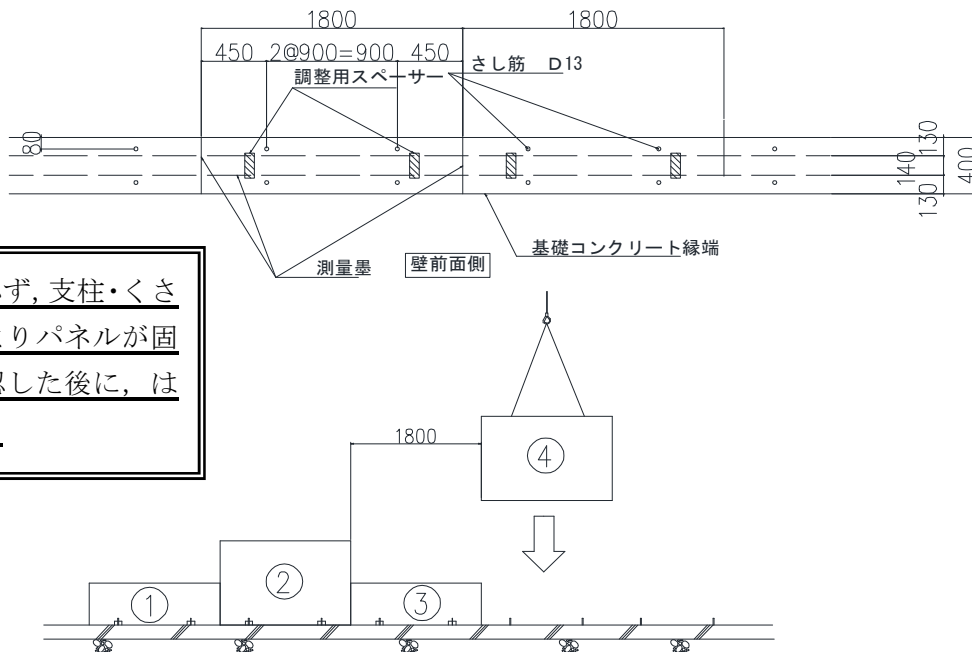 1800
1800
450 2@900=900 450
さし筋 D13
調整用スペーサー
80
130
140
400
130
測量墨
壁前面側
基礎コンクリート縁端
ず, 支柱・くさ
りパネルが固
した後に, は
1800
④
②
①
③